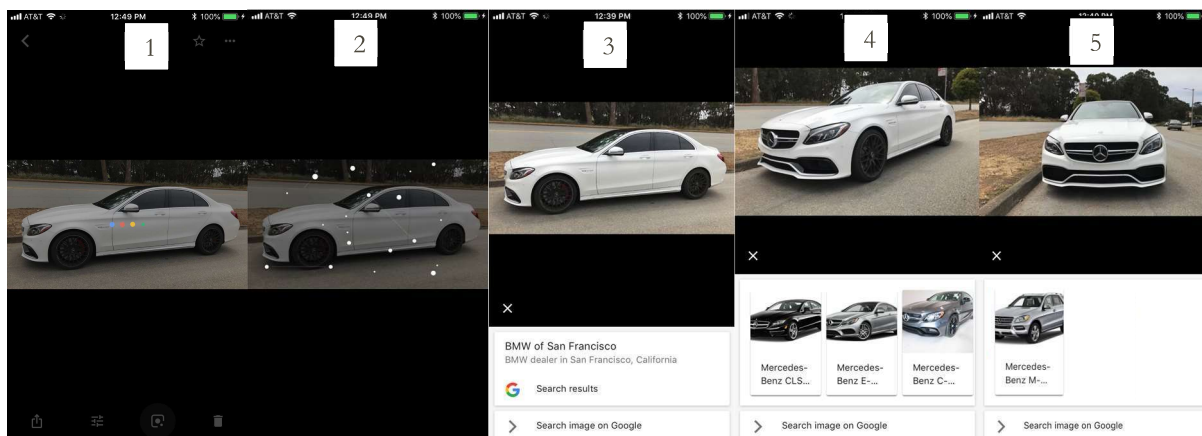 AT&T 12:49 PM 100%
1
AT&T 12:49 PM 100%
2
AT&T 12:39 PM 100%
3
BMW of San Francisco
BMW dealer in San Francisco, California
Search results
Search image on Google
AT&T 100%
4
Mercedes-
Benz CLS...
Mercedes-
Benz E-...
Mercedes-
Benz C-...
Search image on Google
AT&T 100%
5
Mercedes-
Benz M-...
Search image on Google